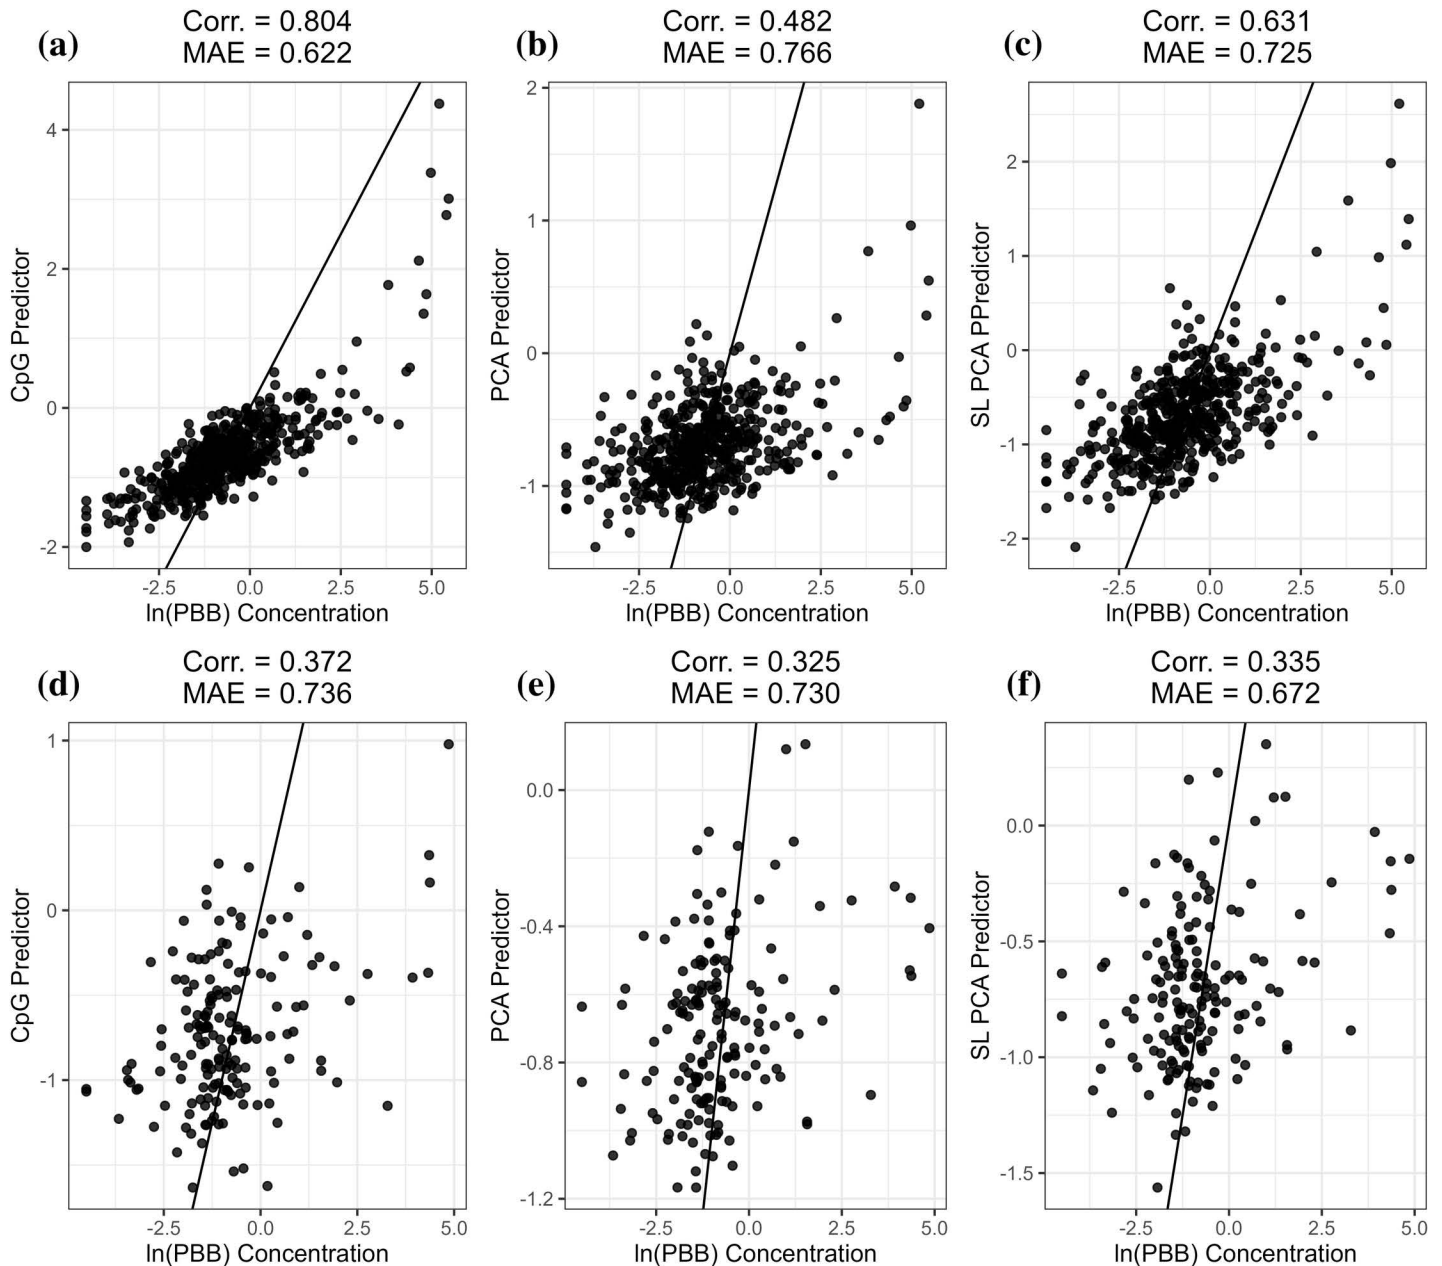 (a)
Corr. = 0.804
MAE = 0.622
CpG Predictor
4
2
0
-2
-2.5 0.0 2.5 5.0
ln(PBB) Concentration
(b)
Corr. = 0.482
MAE = 0.766
PCA Predictor
2
1
0
-1
-2.5 0.0 2.5 5.0
ln(PBB) Concentration
(c)
Corr. = 0.631
MAE = 0.725
SL PCA PPredictor
2
1
0
-1
-2
-2.5 0.0 2.5 5.0
ln(PBB) Concentration
(d)
Corr. = 0.372
MAE = 0.736
CpG Predictor
1
0
-1
-2.5 0.0 2.5 5.0
ln(PBB) Concentration
(e)
Corr. = 0.325
MAE = 0.730
PCA Predictor
0.0
-0.4
-0.8
-1.2
-2.5 0.0 2.5 5.0
ln(PBB) Concentration
(f)
Corr. = 0.335
MAE = 0.672
SL PCA Predictor
0.0
-0.5
-1.0
-1.5
-2.5 0.0 2.5 5.0
ln(PBB) Concentration